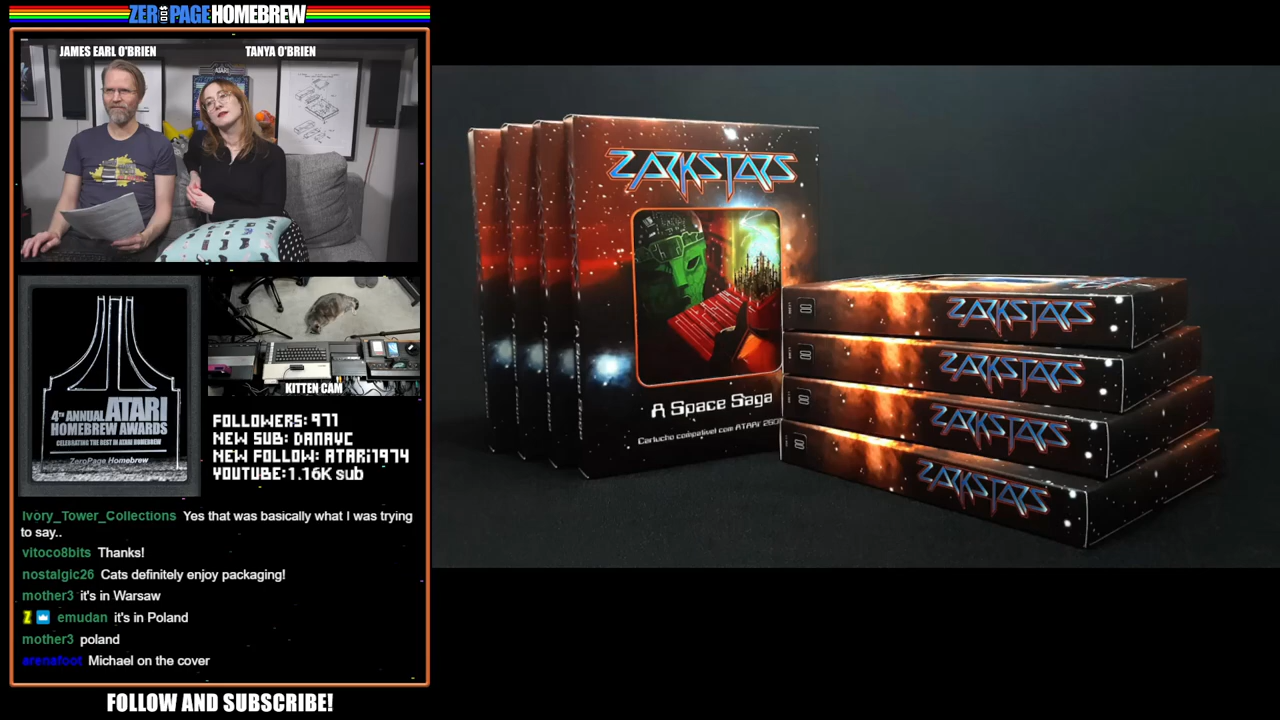 ZEROPAGE HOMEBREW
JAMES EARL O'BRIEN
TANYA O'BRIEN
ATARI
4TH ANNUAL ATARI
HOMEBREW AWARDS
CELEBRATING THE BEST IN ATARI HOMEBREW
ZeroPage Homebrew
KITTEN CAM
FOLLOWERS: 977
NEW SUB: DANAYC
NEW FOLLOW: ATARI1974
YOUTUBE:1.16K sub
Ivory_Tower_Collections Yes that was basically what I was trying
to say..
vitoco8bits Thanks!
nostalgic26 Cats definitely enjoy packaging!
mother3 it's in Warsaw
Z emudan it's in Poland
mother3 poland
arenafoot Michael on the cover
FOLLOW AND SUBSCRIBE!
ZARKSTARS
A Space Saga
Cartucho compatível com ATARI 2600
ZARKSTARS
ZARKSTARS
ZARKSTARS
ZARKSTARS